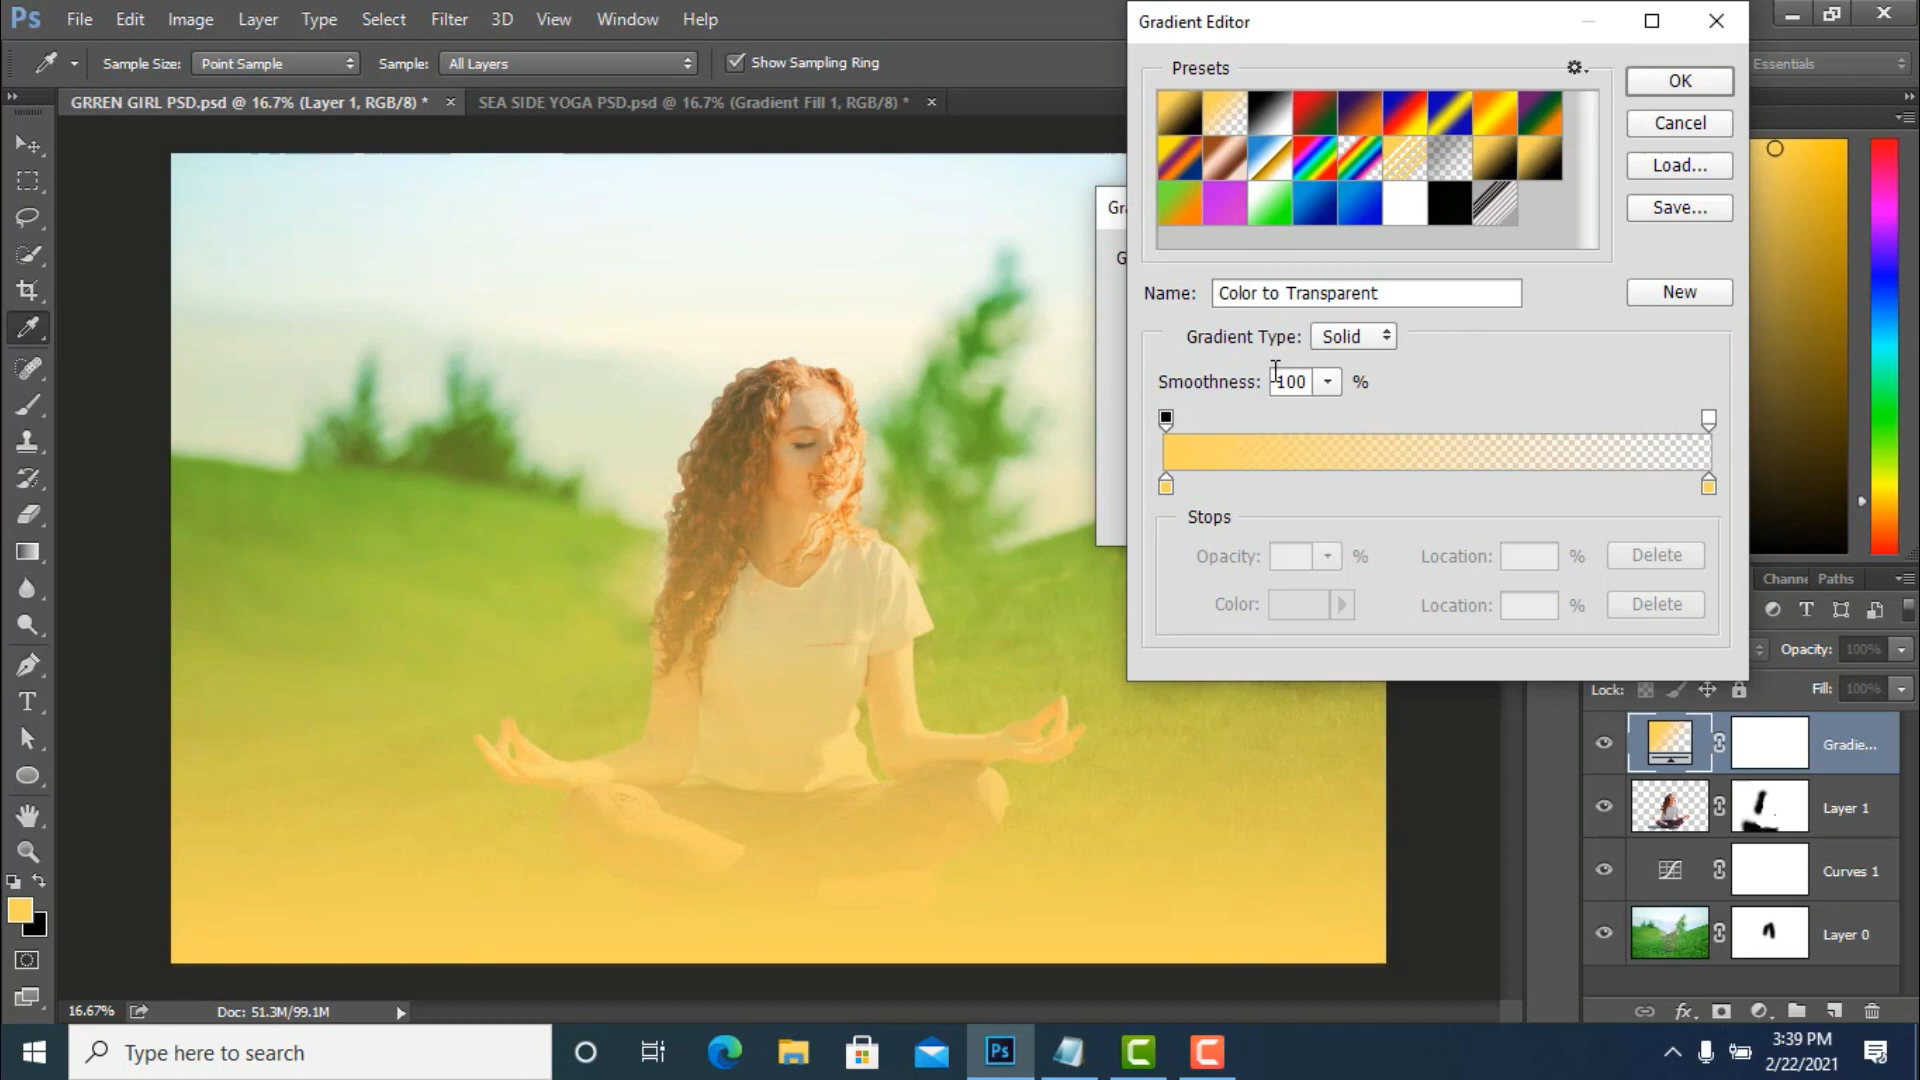 Ps File Edit Image Layer Type Select Filter 3D View Window Help
Gradient Editor
Sample Size: Point Sample Sample: All Layers Show Sampling Ring
Essentials
Presets
OK
GRREN GIRL PSD.psd @ 16.7% (Layer 1, RGB/8) * × SEA SIDE YOGA PSD.psd @ 16.7% (Gradient Fill 1, RGB/8) * ×
Cancel
Load...
Save...
Gr
G
Name: Color to Transparent
New
Gradient Type: Solid
Smoothness: 100 %
Stops
Opacity: % Location: % Delete
Color: Location: % Delete
Channe Paths
Opacity: 100%
Lock: Fill: 100%
Gradie...
Layer 1
Curves 1
Layer 0
16.67% Doc: 51.3M/99.1M
fx
Type here to search
Ps
3:39 PM
2/22/2021